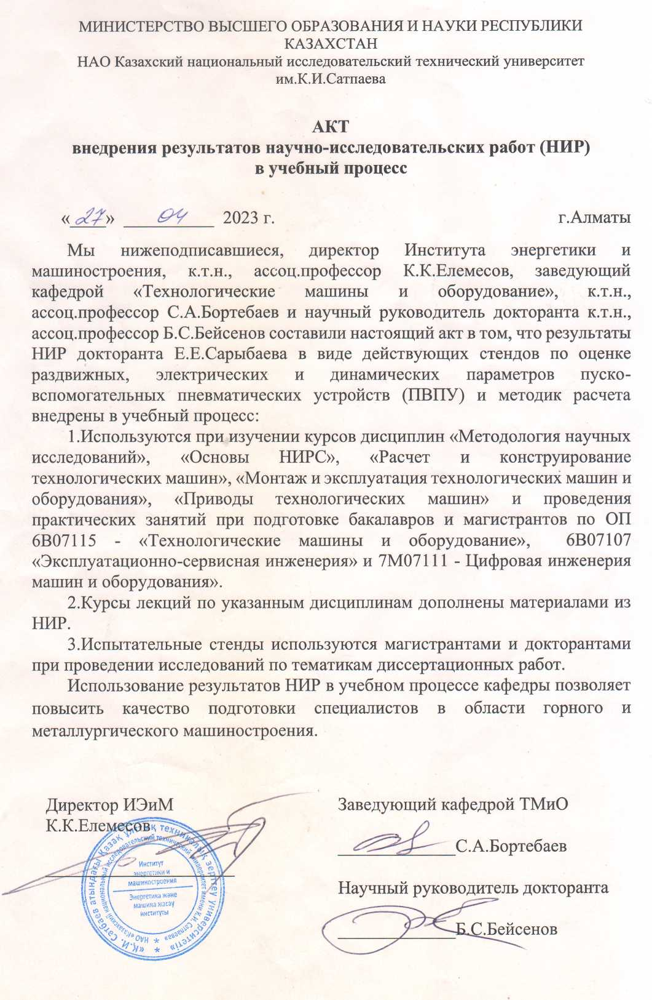 МИНИСТЕРСТВО ВЫСШЕГО ОБРАЗОВАНИЯ И НАУКИ РЕСПУБЛИКИ
КАЗАХСТАН
НАО Казахский национальный исследовательский технический университет
им.К.И.Сатпаева
АКТ
внедрения результатов научно-исследовательских работ (НИР)
в учебный процесс
«27» 04 2023 г. г.Алматы
Мы нижеподписавшиеся, директор Института энергетики и
машиностроения, к.т.н., ассоц.профессор К.К.Елемесов, заведующий
кафедрой «Технологические машины и оборудование», к.т.н.,
ассоц.профессор С.А.Бортебаев и научный руководитель докторанта к.т.н.,
ассоц.профессор Б.С.Бейсенов составили настоящий акт в том, что результаты
НИР докторанта Е.Е.Сарыбаева в виде действующих стендов по оценке
раздвижных, электрических и динамических параметров пуско-
вспомогательных пневматических устройств (ПВПУ) и методик расчета
внедрены в учебный процесс:
1.Используются при изучении курсов дисциплин «Методология научных
исследований», «Основы НИРС», «Расчет и конструирование
технологических машин», «Монтаж и эксплуатация технологических машин и
оборудования», «Приводы технологических машин» и проведения
практических занятий при подготовке бакалавров и магистрантов по ОП
6В07115 - «Технологические машины и оборудование», 6В07107
«Эксплуатационно-сервисная инженерия» и 7М07111 - Цифровая инженерия
машин и оборудования».
2.Курсы лекций по указанным дисциплинам дополнены материалами из
НИР.
3.Испытательные стенды используются магистрантами и докторантами
при проведении исследований по тематикам диссертационных работ.
Использование результатов НИР в учебном процессе кафедры позволяет
повысить качество подготовки специалистов в области горного и
металлургического машиностроения.
Директор ИЭиМ
К.К.Елемесов
Заведующий кафедрой ТМиО
С.А.Бортебаев
Научный руководитель докторанта
Б.С.Бейсенов
«Қ.И. Сәтбаев атындағы Қазақ ұлттық техникалық зерттеу университеті»
НАО «Казахский национальный исследовательский технический университет имени К.И. Сатпаева»
Институт
энергетики и
машиностроения
Энергетика және
машина жасау
институты